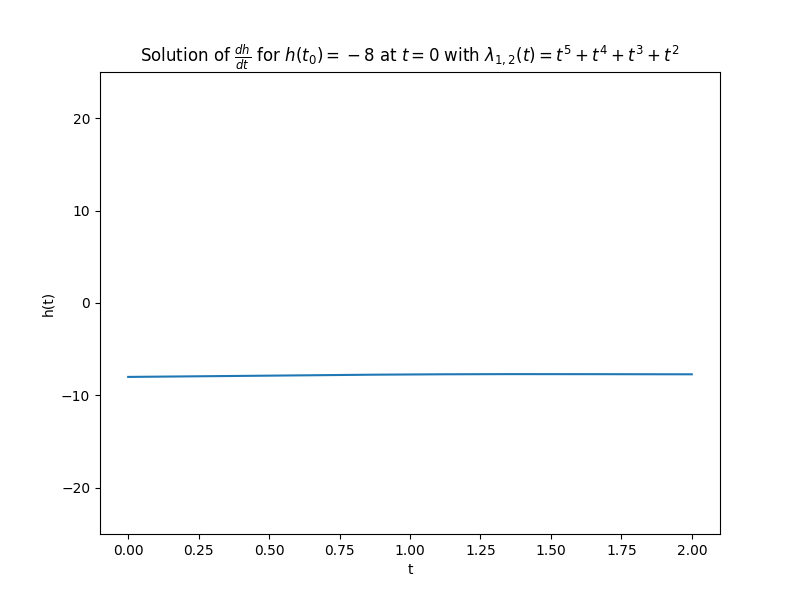 Solution of $\frac{dh}{dt}$ for $h(t_0) = -8$ at $t = 0$ with $\lambda_{1,2}(t) = t^5 + t^4 + t^3 + t^2$
20
10
0
−10
−20
h(t)
0.00 0.25 0.50 0.75 1.00 1.25 1.50 1.75 2.00
t